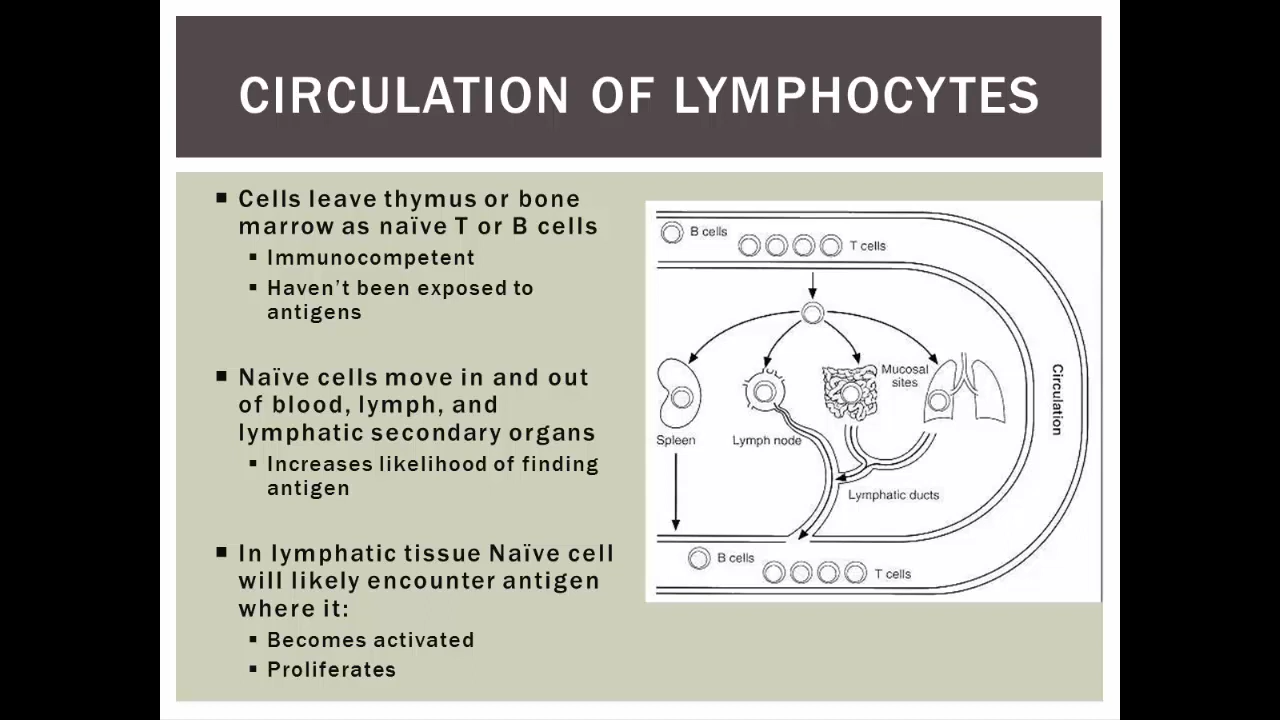 CIRCULATION OF LYMPHOCYTES
▪ Cells leave thymus or bone
marrow as naïve T or B cells
▪ Immunocompetent
▪ Haven't been exposed to
antigens
▪ Naïve cells move in and out
of blood, lymph, and
lymphatic secondary organs
▪ Increases likelihood of finding
antigen
▪ In lymphatic tissue Naïve cell
will likely encounter antigen
where it:
▪ Becomes activated
▪ Proliferates
B cells
T cells
Mucosal
sites
Circulation
Spleen
Lymph node
Lymphatic ducts
B cells
T cells